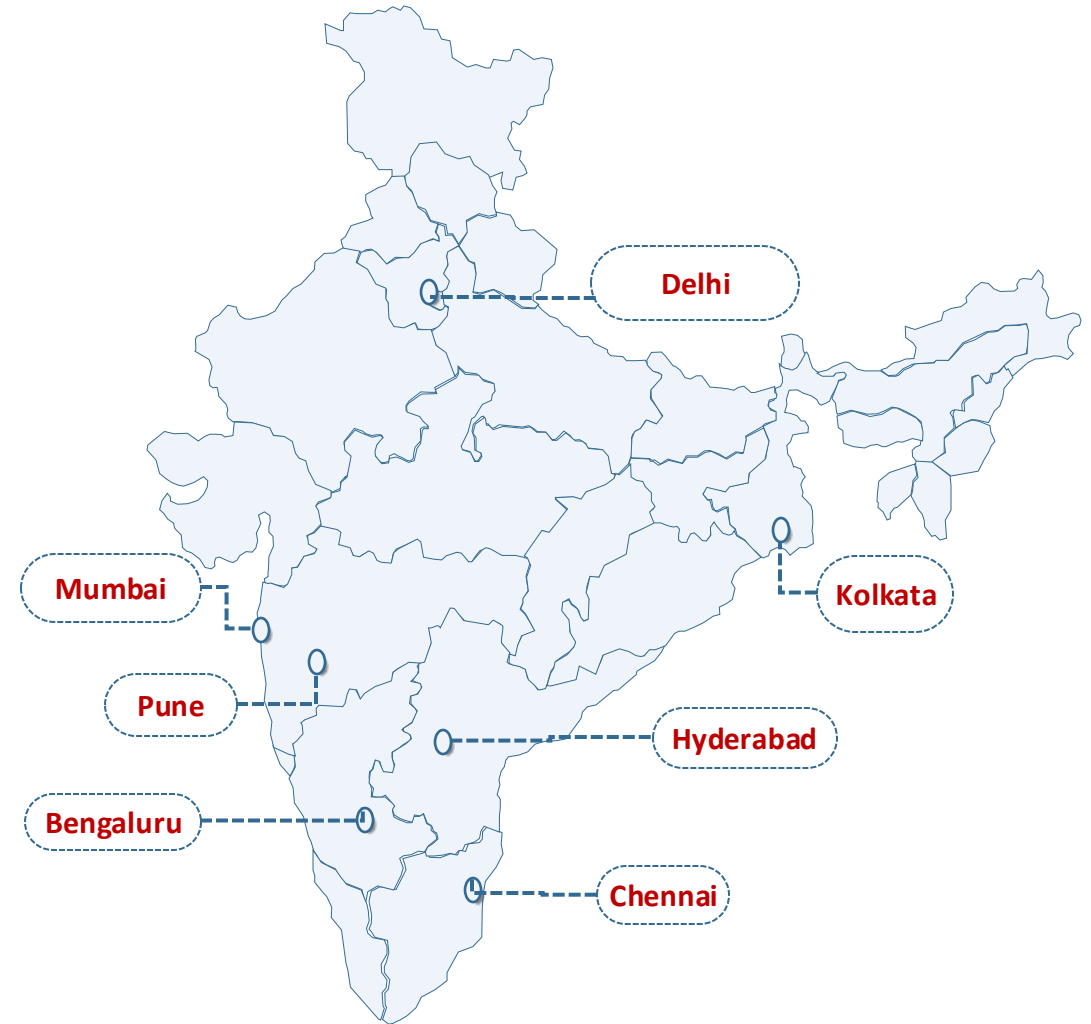 Delhi
Mumbai
Kolkata
Pune
Hyderabad
Bengaluru
Chennai